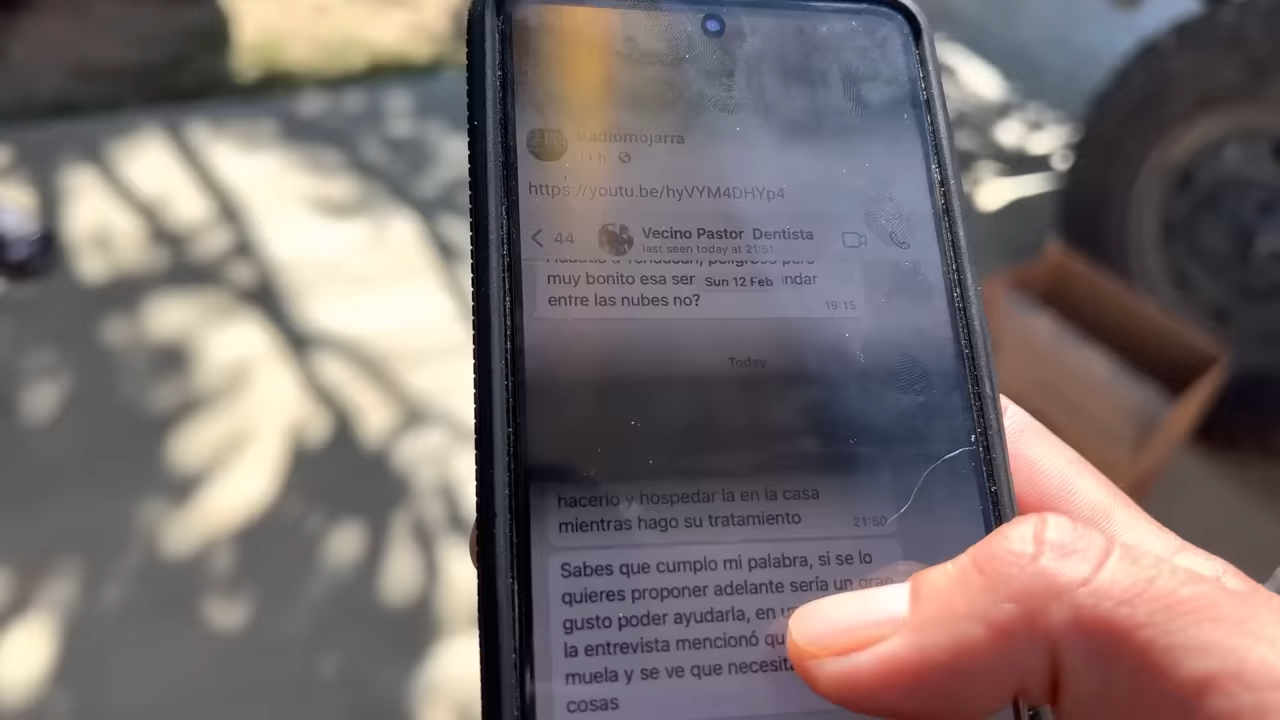 Radiomojarra
11 h
https://youtu.be/hyVYM4DHYp4
44
Vecino Pastor Dentista
last seen today at 21:51
muy bonito esa ser
Sun 12 Feb
entre las nubes no?
19:15
Today
hacerlo y hospedar la en la casa
mientras hago su tratamiento
21:50
Sabes que cumplo mi palabra, si se lo
quieres proponer adelante sería un gran
gusto poder ayudarla, en
la entrevista mencionó
muela y se ve que
cosas